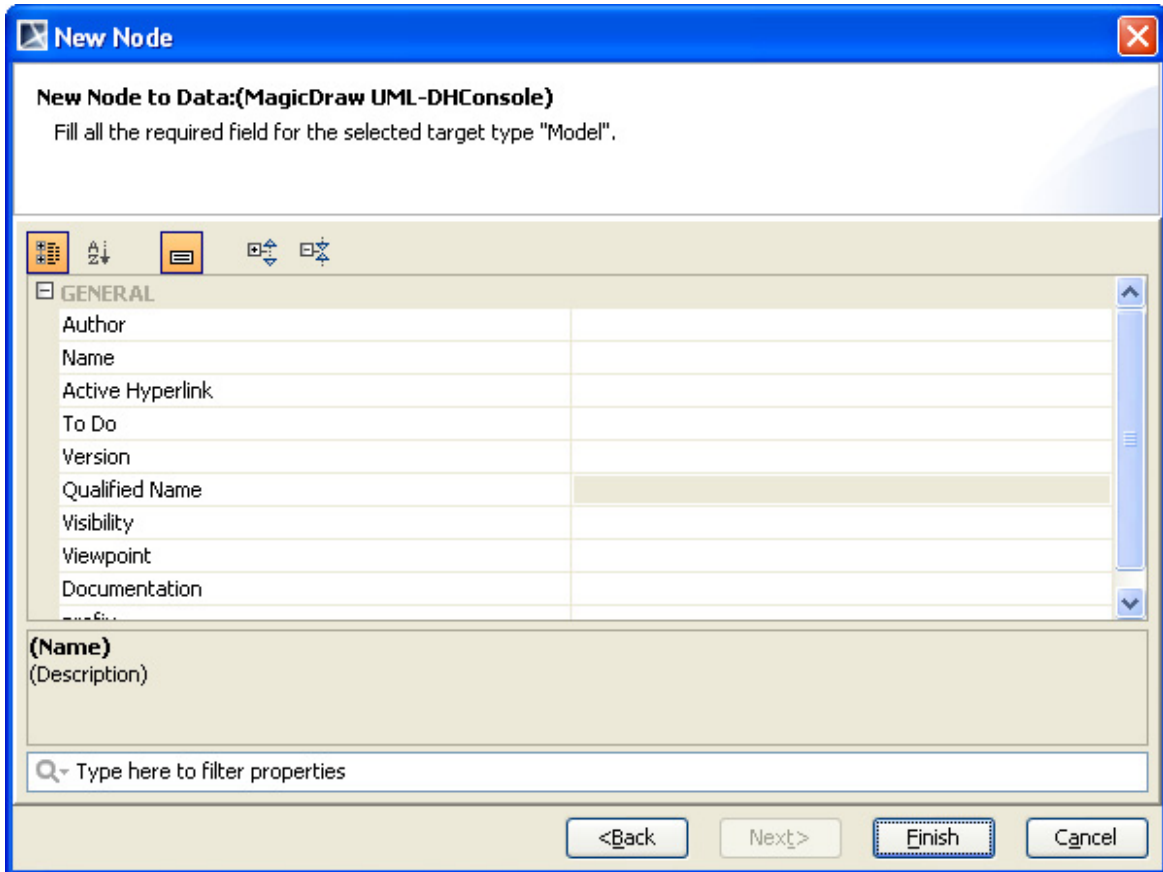 New Node
New Node to Data:(MagicDraw UML-DHConsole)
Fill all the required field for the selected target type "Model".
GENERAL
Author
Name
Active Hyperlink
To Do
Version
Qualified Name
Visibility
Viewpoint
Documentation
(Name)
(Description)
Type here to filter properties
<Back Next> Finish Cancel